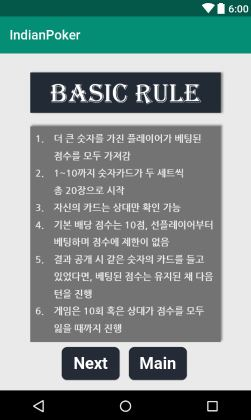 6:00
IndianPoker
BASIC RULE
1. 더 큰 숫자를 가진 플레이어가 베팅된
점수를 모두 가져감
2. 1~10까지 숫자카드가 두 세트씩
총 20장으로 시작
3. 자신의 카드는 상대만 확인 가능
4. 기본 배당 점수는 10점, 선플레이어부터
베팅하며 점수에 제한이 없음
5. 결과 공개 시 같은 숫자의 카드를 들고
있었다면, 베팅된 점수는 유지된 채 다음
턴을 진행
6. 게임은 10회 혹은 상대가 점수를 모두
잃을 때까지 진행
Next
Main